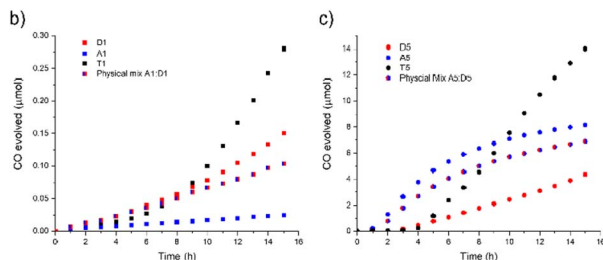 b)
D1
A1
T1
Physical mix A1:D1
CO evolved (μmol)
0.30
0.25
0.20
0.15
0.10
0.05
0.00
0 2 4 6 8 10 12 14 16
Time (h)
c)
D5
A5
T5
Physcial Mix A5:D5
CO evolved (μmol)
14
12
10
8
6
4
2
0
0 2 4 6 8 10 12 14 16
Time (h)